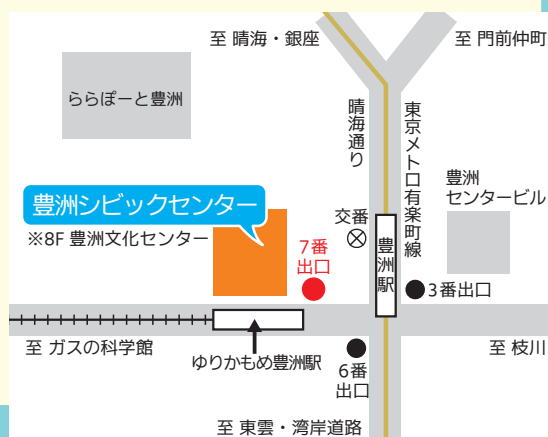 至 晴海・銀座
至 門前仲町
ららぽーと豊洲
晴海通り
東京メトロ有楽町線
豊洲
センタービル
豊洲シビックセンター
※8F 豊洲文化センター
交番
7番
出口
豊洲駅
3番出口
至 ガスの科学館
ゆりかもめ豊洲駅
6番
出口
至 枝川
至 東雲・湾岸道路